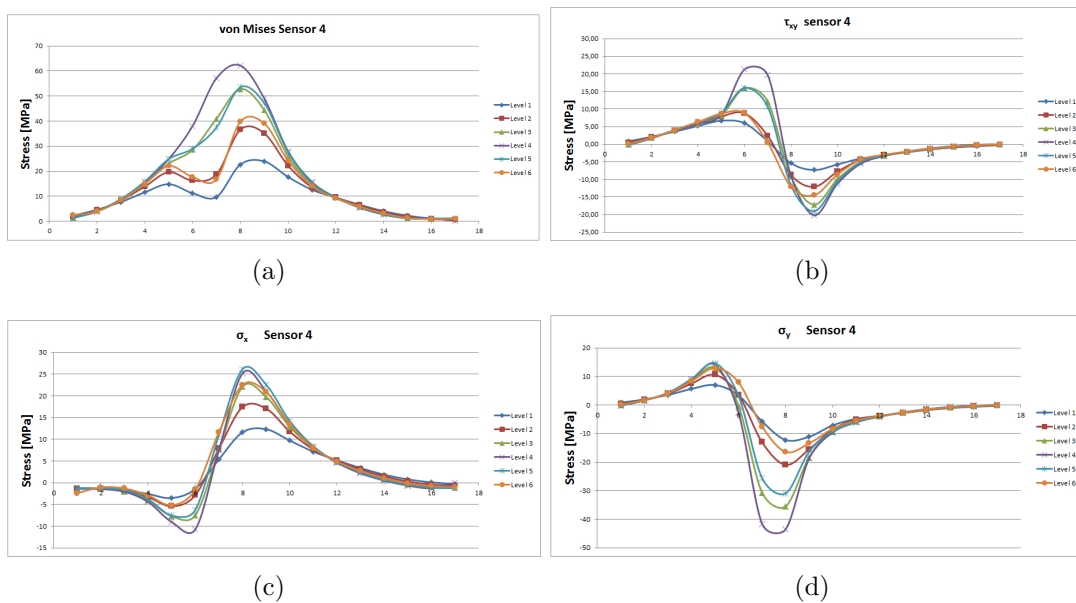 von Mises Sensor 4
Stress [MPa]
70
60
50
40
30
20
10
0
0 2 4 6 8 10 12 14 16 18
Level 1
Level 2
Level 3
Level 4
Level 5
Level 6
(a)
τxy sensor 4
Stress [MPa]
30,00
25,00
20,00
15,00
10,00
5,00
0,00
-5,00
-10,00
-15,00
-20,00
-25,00
0 2 4 6 8 10 12 14 16 18
Level 1
Level 2
Level 3
Level 4
Level 5
Level 6
(b)
σx Sensor 4
Stress [MPa]
30
25
20
15
10
5
0
-5
-10
-15
0 2 4 6 8 10 12 14 16 18
Level 1
Level 2
Level 3
Level 4
Level 5
Level 6
(c)
σy Sensor 4
Stress [MPa]
20
10
0
-10
-20
-30
-40
-50
0 2 4 6 8 10 12 14 16 18
Level 1
Level 2
Level 3
Level 4
Level 5
Level 6
(d)